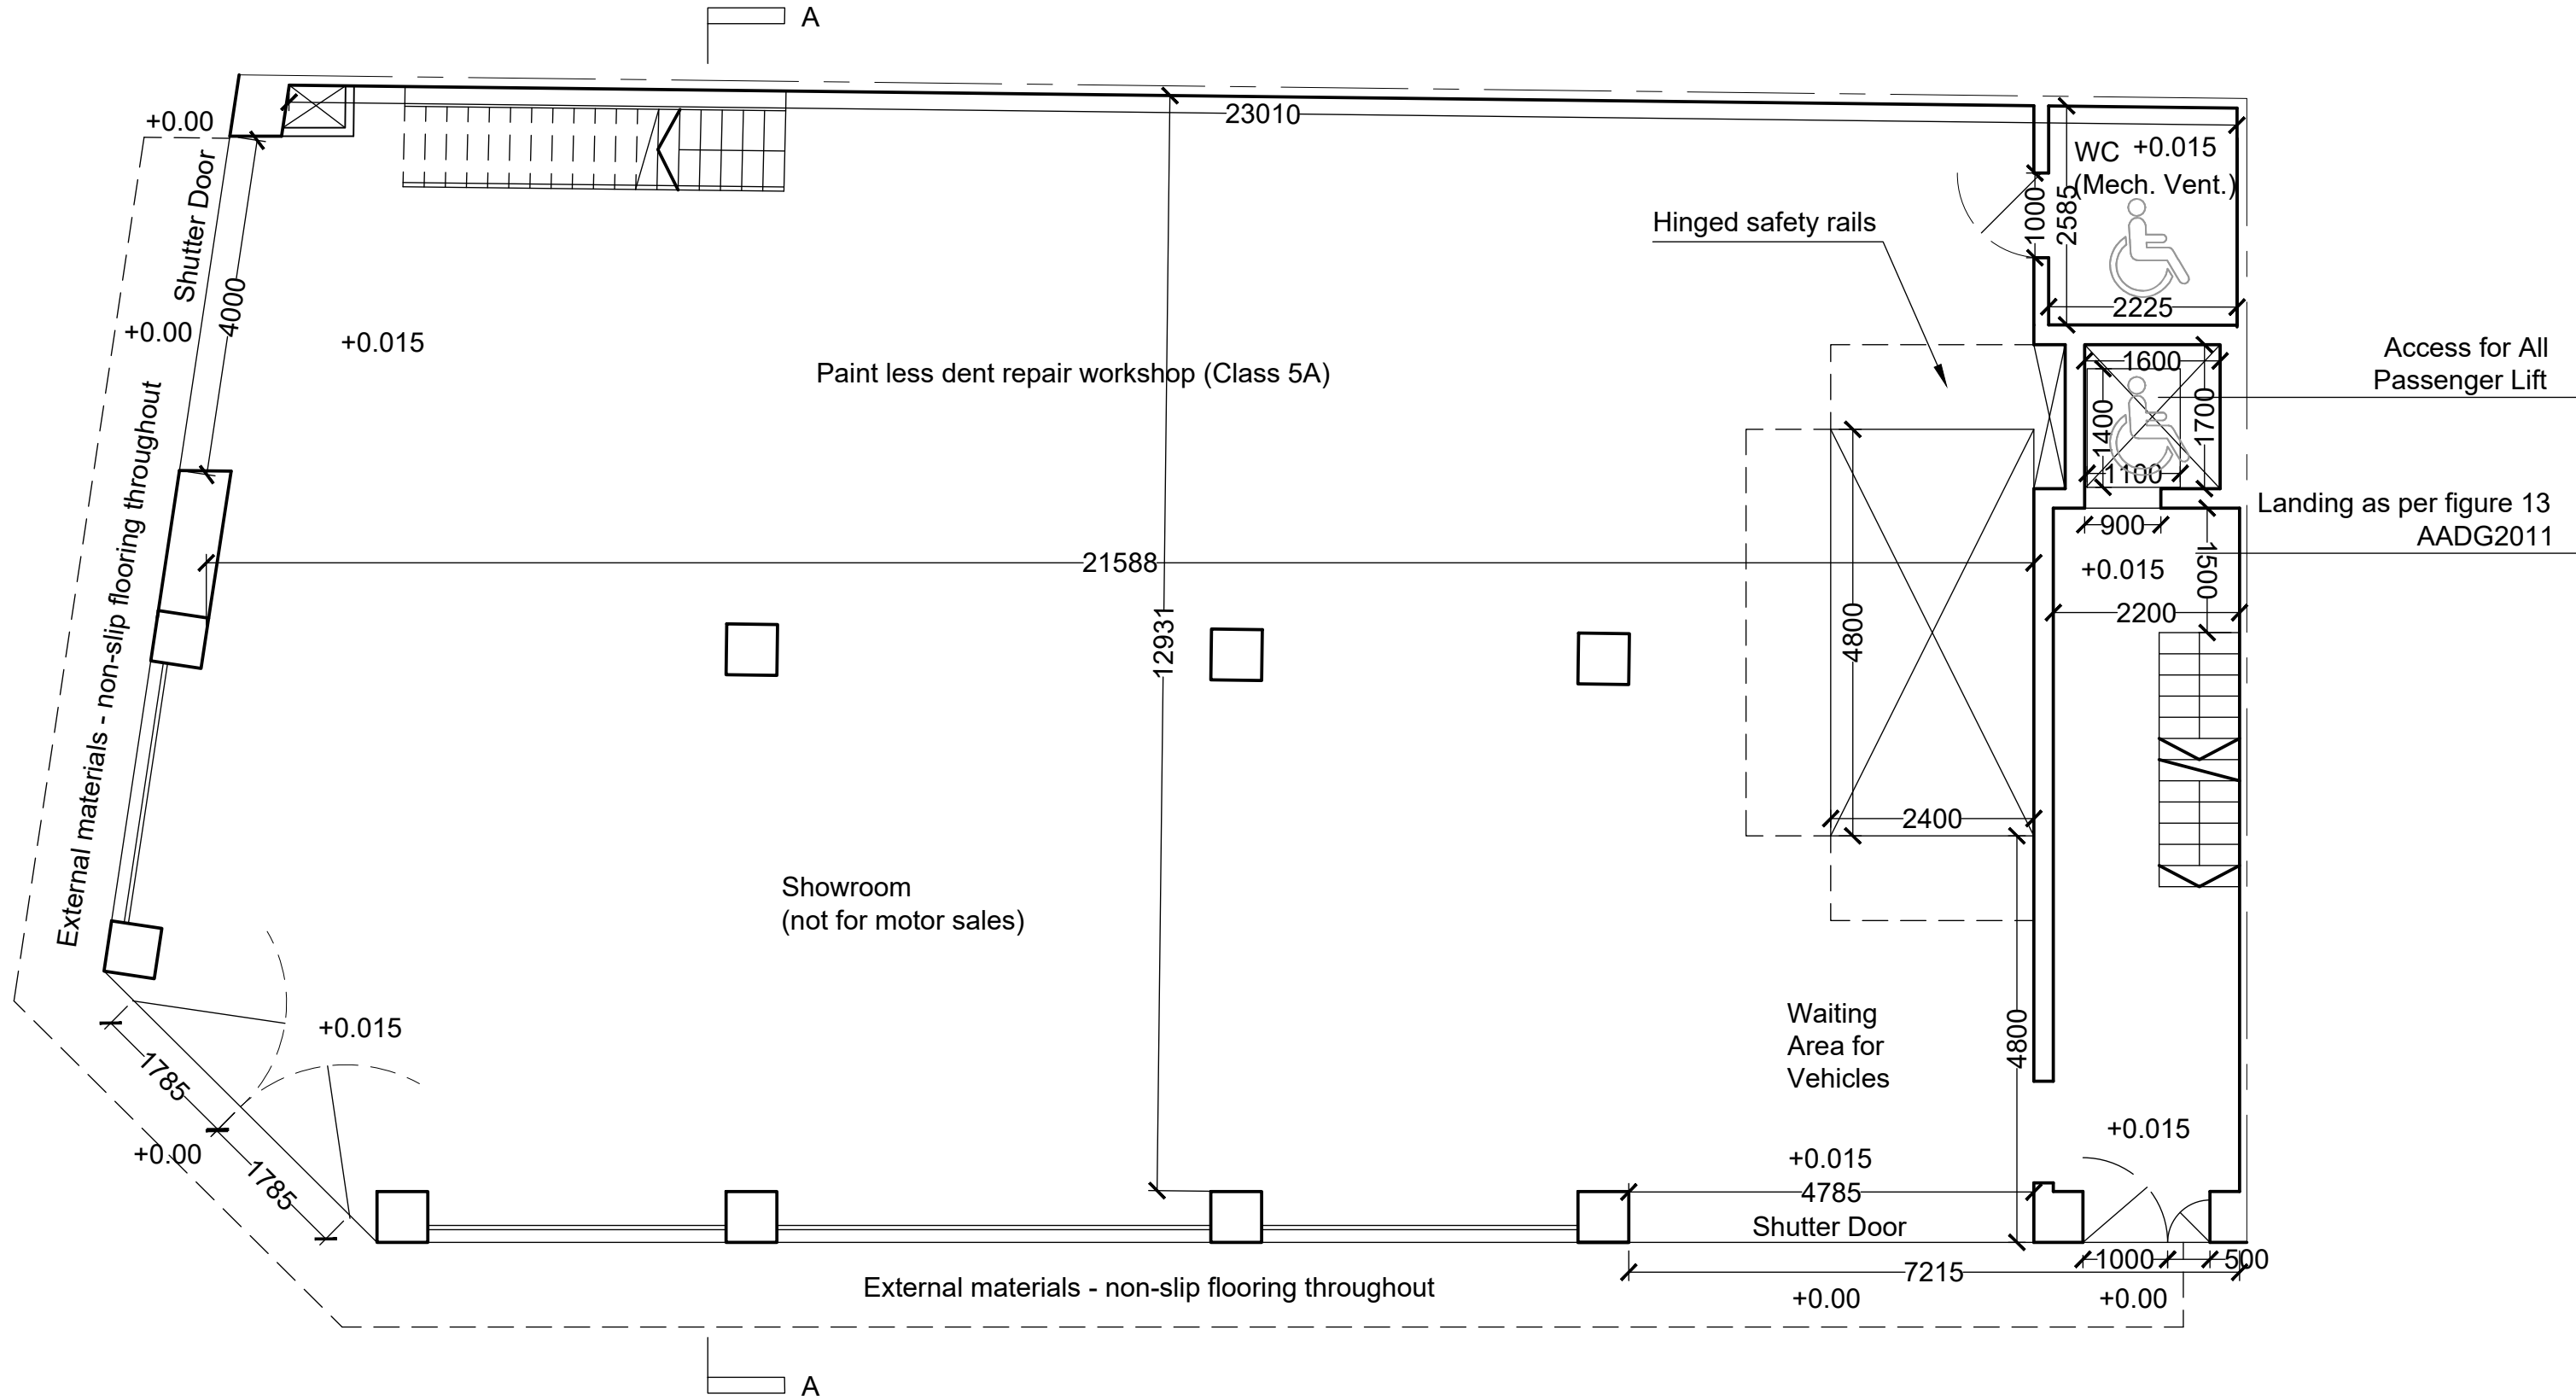 A
+0.00
23010
WC +0.015
(Mech. Vent.)
Shutter Door
1000
2585
Hinged safety rails
4000
2225
+0.00
+0.015
Paint less dent repair workshop (Class 5A)
1600
Access for All
Passenger Lift
1400
1700
1100
External materials - non-slip flooring throughout
900
Landing as per figure 13
AADG2011
21588
+0.015
1500
2200
12931
4800
2400
Showroom
(not for motor sales)
Waiting
Area for
Vehicles
4800
+0.015
1785
+0.00
1785
+0.015
+0.015
4785
Shutter Door
1000
500
7215
External materials - non-slip flooring throughout
+0.00
+0.00
A